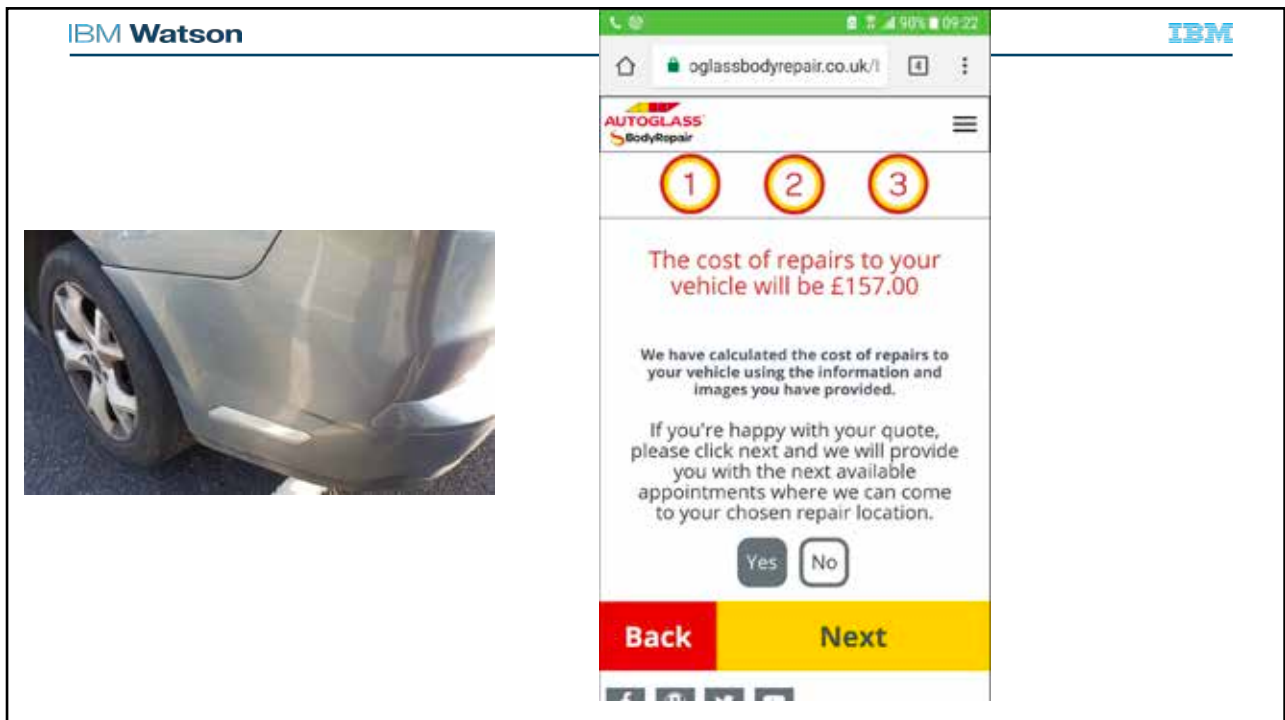 IBM Watson
IBM
98% 09:22
oglassbodyrepair.co.uk/
4
AUTOGLASS
BodyRepair
1 2 3
The cost of repairs to your
vehicle will be £157.00
We have calculated the cost of repairs to
your vehicle using the information and
images you have provided.
If you're happy with your quote,
please click next and we will provide
you with the next available
appointments where we can come
to your chosen repair location.
Yes No
Back Next